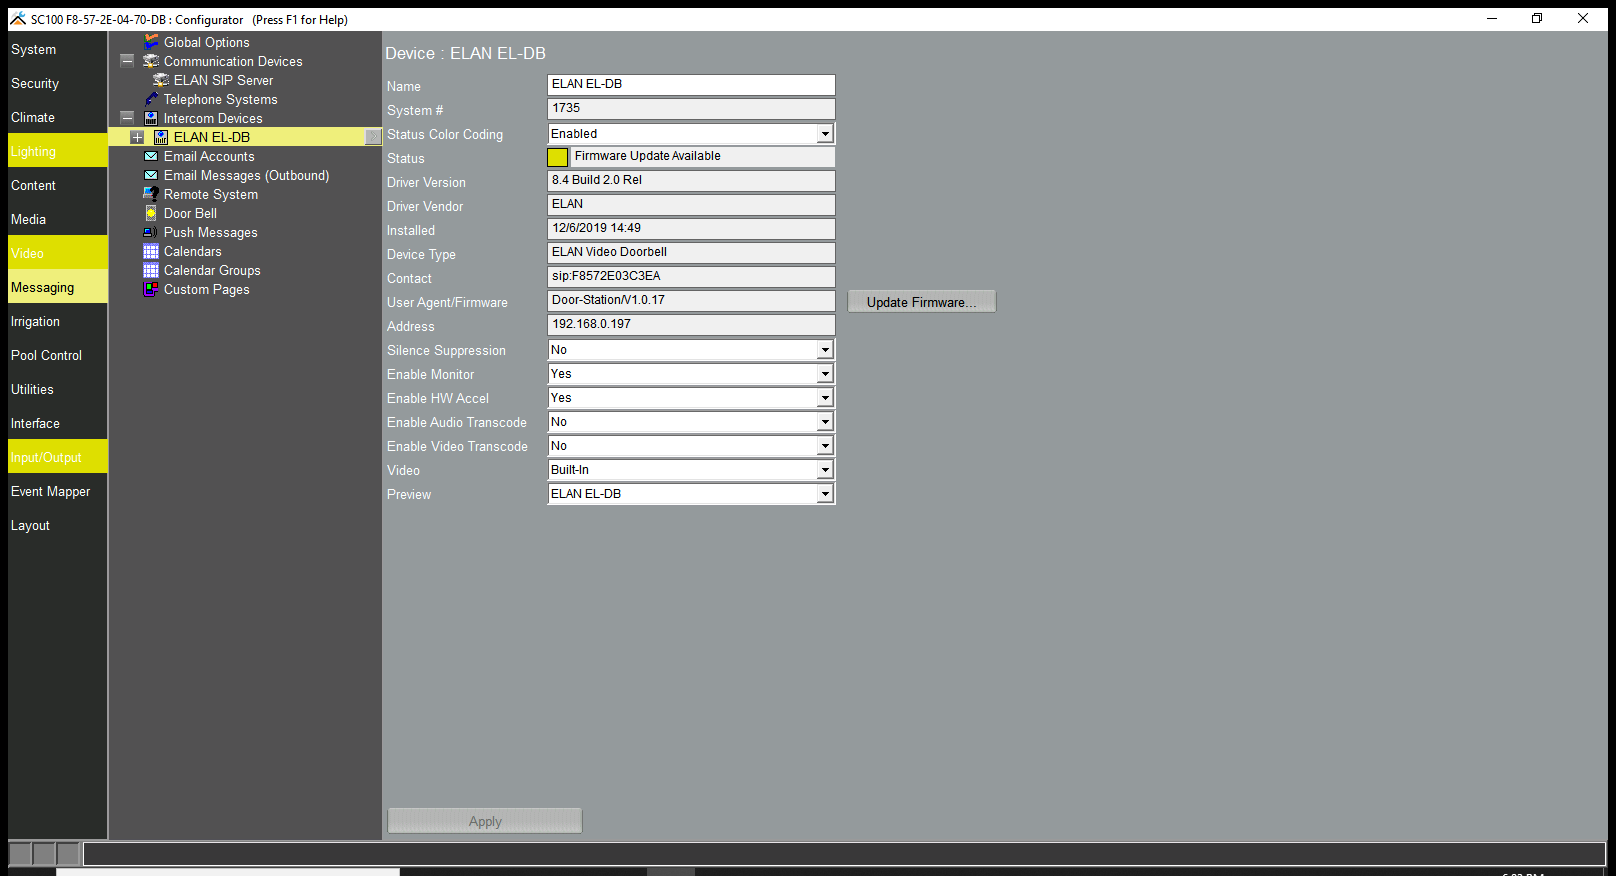 SC100 F8-57-2E-04-70-DB : Configurator   (Press F1 for Help)
System
Security
Climate
Lighting
Content
Media
Video
Messaging
Irrigation
Pool Control
Utilities
Interface
Input/Output
Event Mapper
Layout
Global Options
Communication Devices
ELAN SIP Server
Telephone Systems
Intercom Devices
ELAN EL-DB
Email Accounts
Email Messages (Outbound)
Remote System
Door Bell
Push Messages
Calendars
Calendar Groups
Custom Pages
Device : ELAN EL-DB
Name ELAN EL-DB
System # 1735
Status Color Coding Enabled
Status Firmware Update Available
Driver Version 8.4 Build 2.0 Rel
Driver Vendor ELAN
Installed 12/6/2019 14:49
Device Type ELAN Video Doorbell
Contact sip:F8572E03C3EA
User Agent/Firmware Door-Station/V1.0.17 Update Firmware...
Address 192.168.0.197
Silence Suppression No
Enable Monitor Yes
Enable HW Accel Yes
Enable Audio Transcode No
Enable Video Transcode No
Video Built-In
Preview ELAN EL-DB
Apply